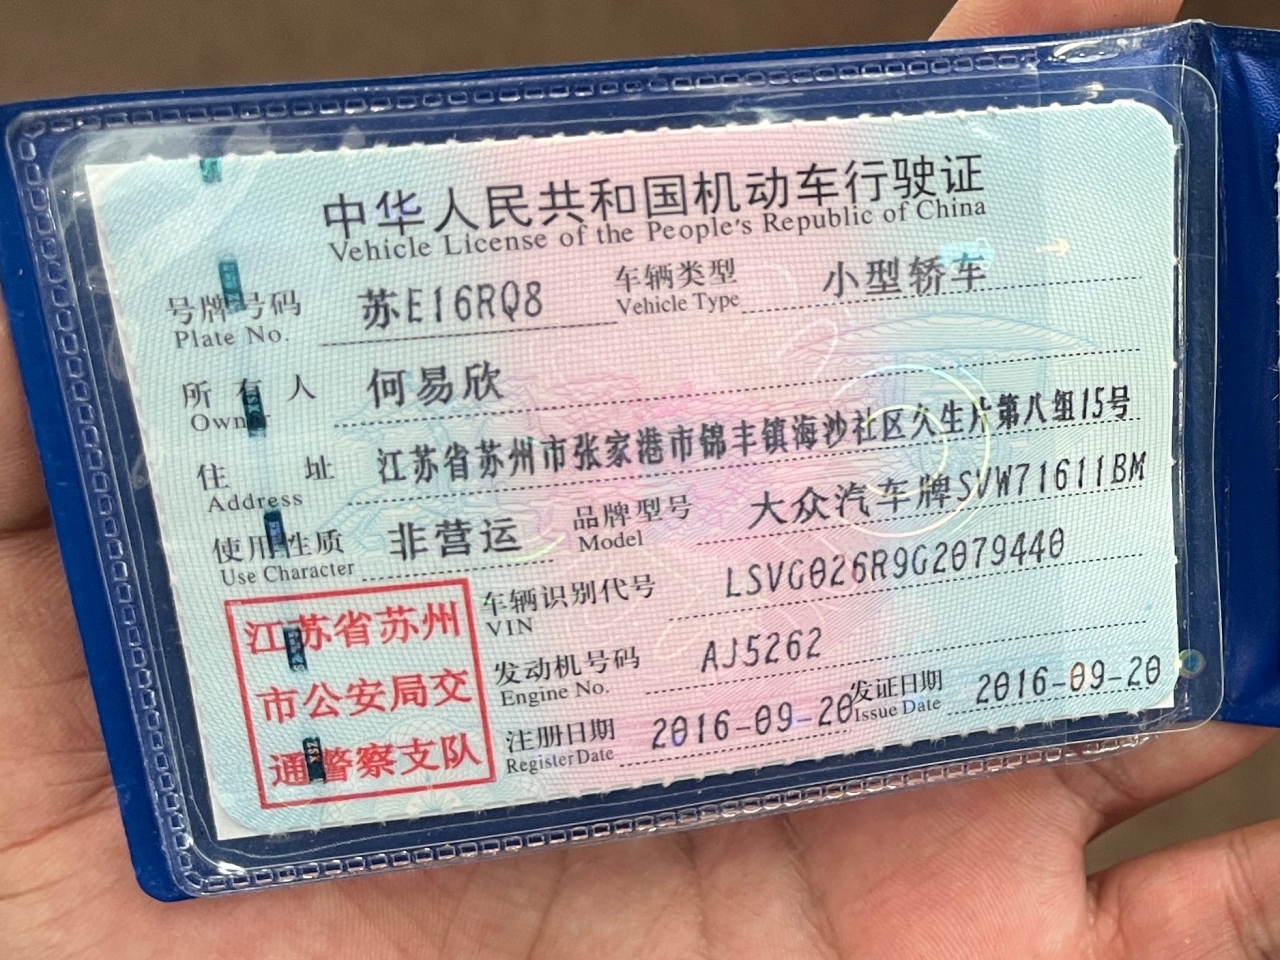 中华人民共和国机动车行驶证
Vehicle License of the People's Republic of China
号牌号码 苏E16RQ8 车辆类型 小型轿车
Plate No. Vehicle Type
所有人 何易欣
Owner
住址 江苏省苏州市张家港市锦丰镇海沙社区久生片第八组15号
Address
使用性质 非营运 品牌型号 大众汽车牌SVW71611BM
Use Character Model
车辆识别代号 LSVG026R9G2079440
VIN
发动机号码 AJ5262
Engine No.
注册日期 2016-09-20 发证日期 2016-09-20
Register Date Issue Date
江苏省苏州
市公安局交
通警察支队